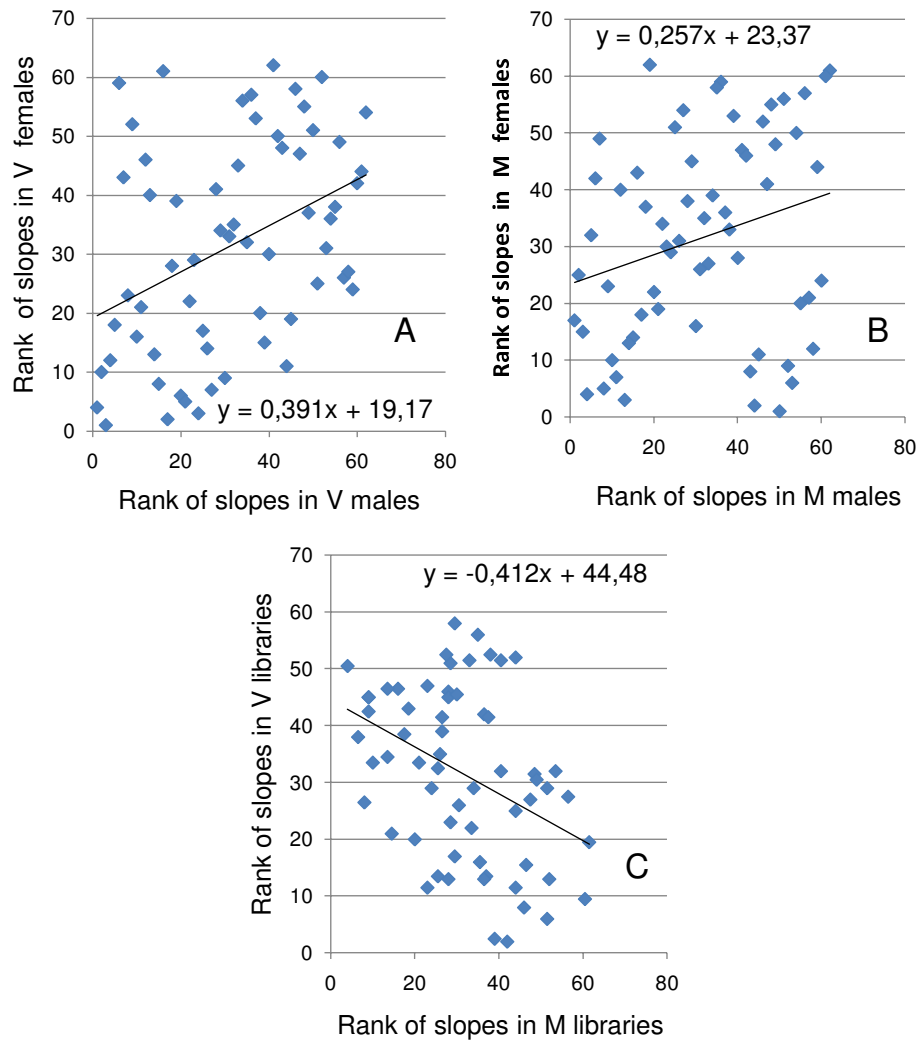 70
60
50
40
30
20
10
0
0 20 40 60 80
Rank of slopes in V females
Rank of slopes in V males
A
y = 0,391x + 19,17
70
60
50
40
30
20
10
0
0 20 40 60 80
Rank of slopes in M females
Rank of slopes in M males
y = 0,257x + 23,37
B
70
60
50
40
30
20
10
0
0 20 40 60 80
Rank of slopes in V libraries
Rank of slopes in M libraries
y = -0,412x + 44,48
C